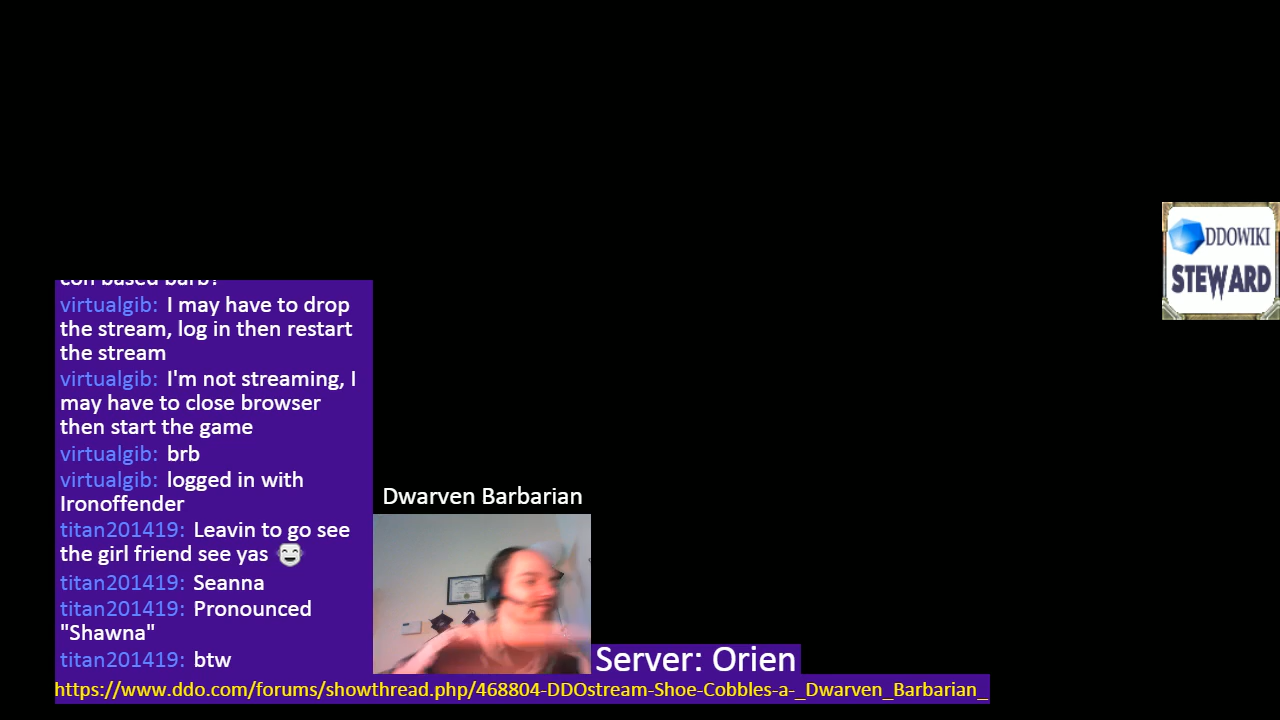 DDOWIKI
STEWARD
con based barb?
virtualgib: I may have to drop
the stream, log in then restart
the stream
virtualgib: I'm not streaming, I
may have to close browser
then start the game
virtualgib: brb
virtualgib: logged in with
Ironoffender
titan201419: Leavin to go see
the girl friend see yas
titan201419: Seanna
titan201419: Pronounced
"Shawna"
titan201419: btw
Dwarven Barbarian
Server: Orien
https://www.ddo.com/forums/showthread.php/468804-DDOstream-Shoe-Cobbles-a-_Dwarven_Barbarian_